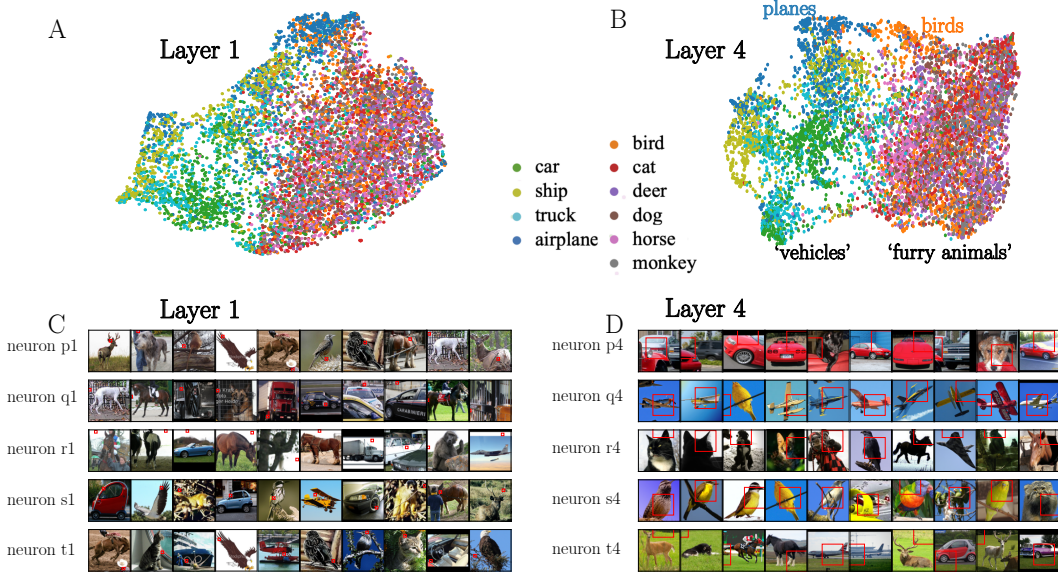 A
Layer 1
B
planes
birds
Layer 4
car
ship
truck
airplane
bird
cat
deer
dog
horse
monkey
'vehicles'
'furry animals'
C
Layer 1
neuron p1
neuron q1
neuron r1
neuron s1
neuron t1
D
Layer 4
neuron p4
neuron q4
neuron r4
neuron s4
neuron t4
CARABINIERI